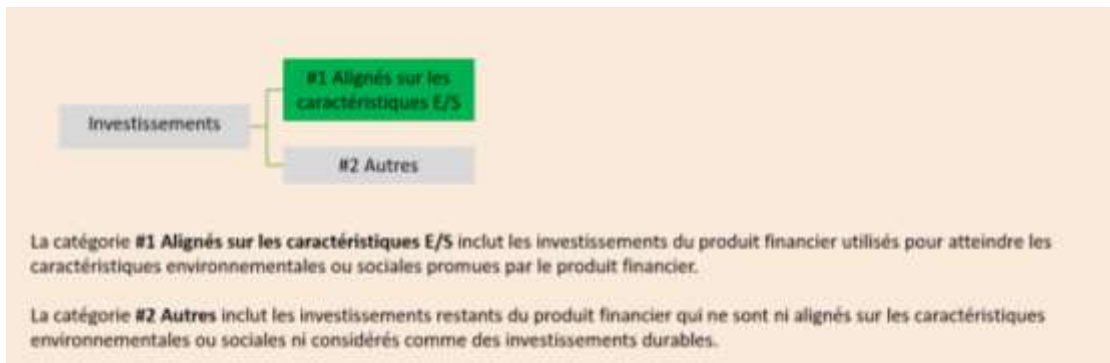 #1 Alignés sur les
caractéristiques E/S
Investissements
#2 Autres
La catégorie #1 Alignés sur les caractéristiques E/S inclut les investissements du produit financier utilisés pour atteindre les
caractéristiques environnementales ou sociales promues par le produit financier.
La catégorie #2 Autres inclut les investissements restants du produit financier qui ne sont ni alignés sur les caractéristiques
environnementales ou sociales ni considérés comme des investissements durables.